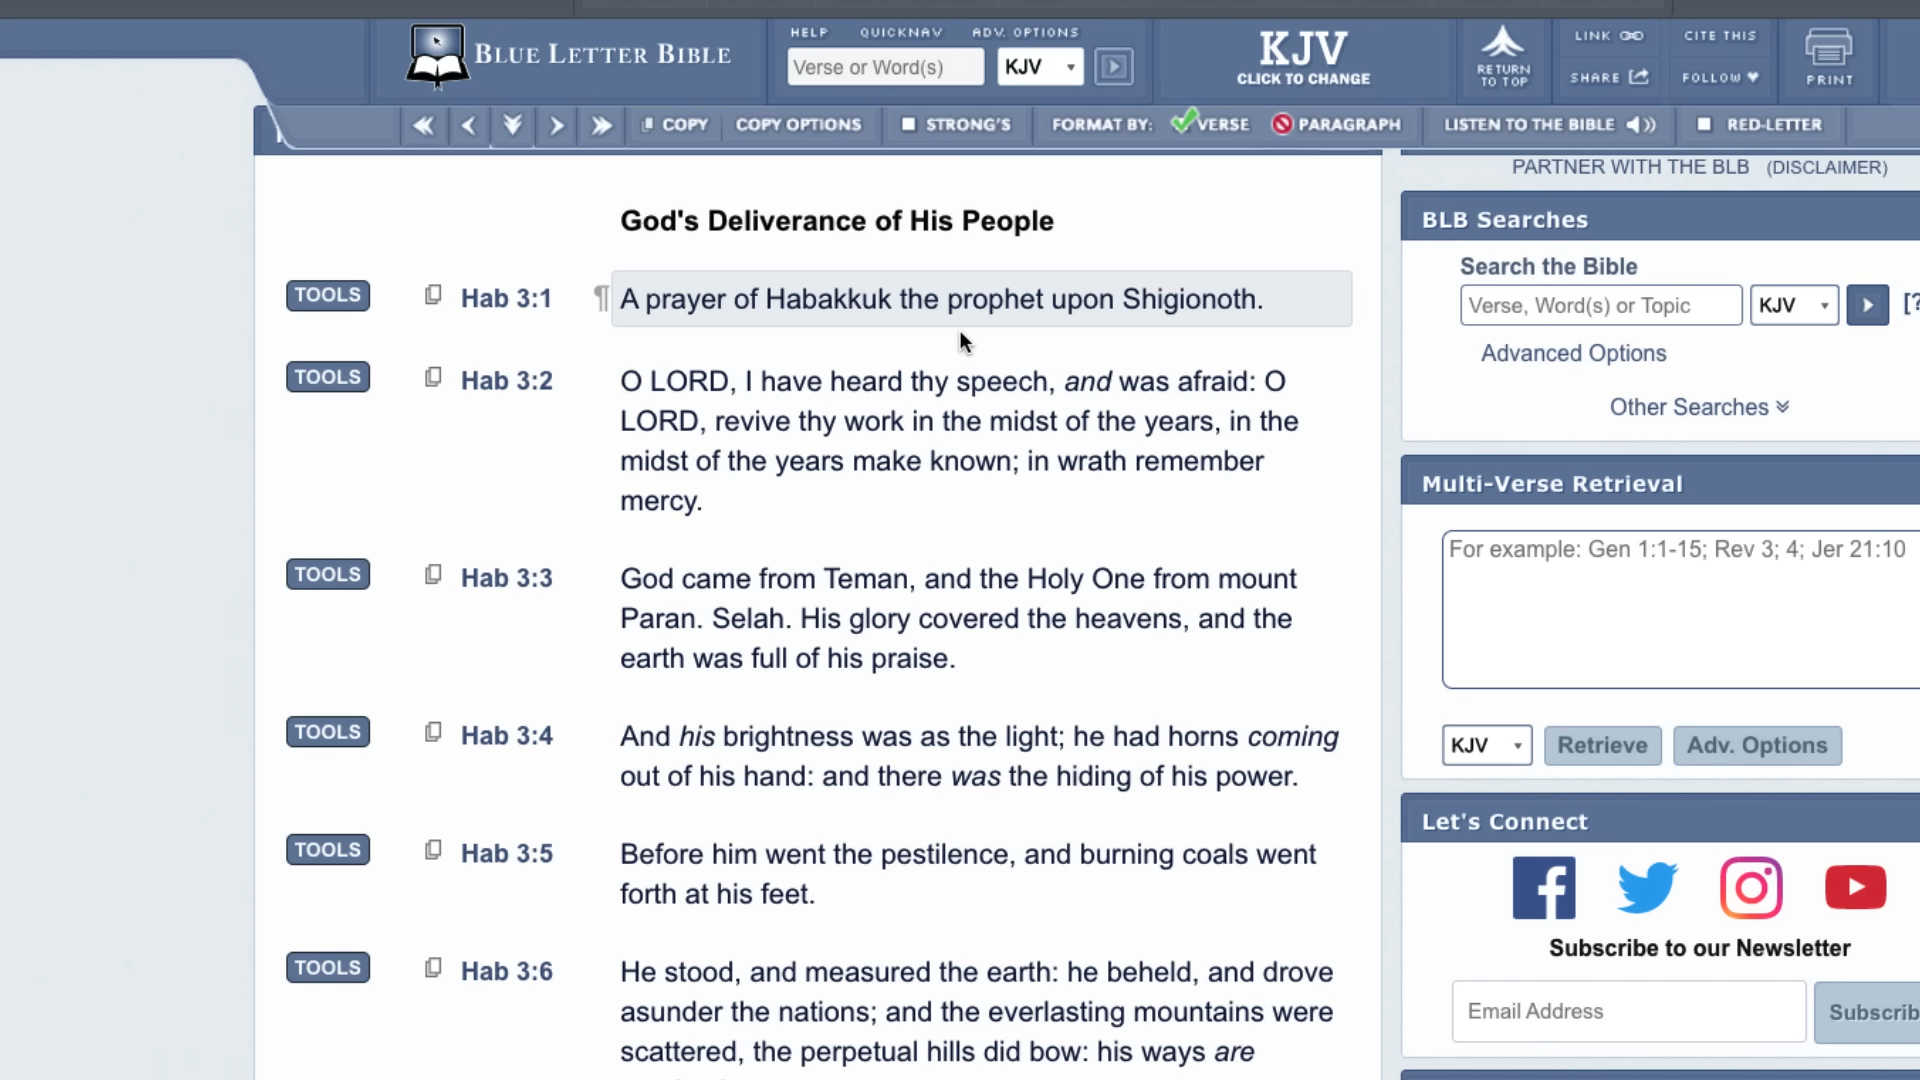 BLUE LETTER BIBLE
HELP QUICKNAV ADV. OPTIONS
Verse or Word(s) KJV
KJV
CLICK TO CHANGE
RETURN
TO TOP
LINK
SHARE
CITE THIS
FOLLOW
PRINT
COPY COPY OPTIONS STRONG'S FORMAT BY: VERSE PARAGRAPH LISTEN TO THE BIBLE RED-LETTER
God's Deliverance of His People
TOOLS Hab 3:1 ¶ A prayer of Habakkuk the prophet upon Shigionoth.
TOOLS Hab 3:2 O LORD, I have heard thy speech, and was afraid: O
LORD, revive thy work in the midst of the years, in the
midst of the years make known; in wrath remember
mercy.
TOOLS Hab 3:3 God came from Teman, and the Holy One from mount
Paran. Selah. His glory covered the heavens, and the
earth was full of his praise.
TOOLS Hab 3:4 And his brightness was as the light; he had horns coming
out of his hand: and there was the hiding of his power.
TOOLS Hab 3:5 Before him went the pestilence, and burning coals went
forth at his feet.
TOOLS Hab 3:6 He stood, and measured the earth: he beheld, and drove
asunder the nations; and the everlasting mountains were
scattered, the perpetual hills did bow: his ways are
PARTNER WITH THE BLB (DISCLAIMER)
BLB Searches
Search the Bible
Verse, Word(s) or Topic KJV [?
Advanced Options
Other Searches
Multi-Verse Retrieval
For example: Gen 1:1-15; Rev 3; 4; Jer 21:10
KJV Retrieve Adv. Options
Let's Connect
Subscribe to our Newsletter
Email Address Subscrib